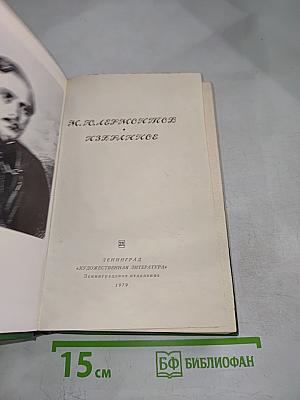 М. Ю. ЛЕРМОНТОВ
ИЗБРАННОЕ
ЛЕНИНГРАД
«ХУДОЖЕСТВЕННАЯ ЛИТЕРАТУРА»
Ленинградское отделение
1979
15 см
БФ БИБЛИОФАН